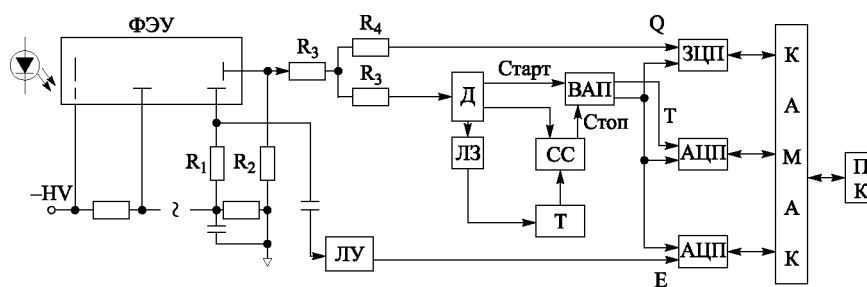 ФЭУ
R3
R4
R3
Q
ЗЦП
К
А
М
А
К
Д
Старт
ВАП
Стоп
T
ЛЗ
СС
Т
АЦП
П
К
R1
R2
–HV
~
ЛУ
E
АЦП